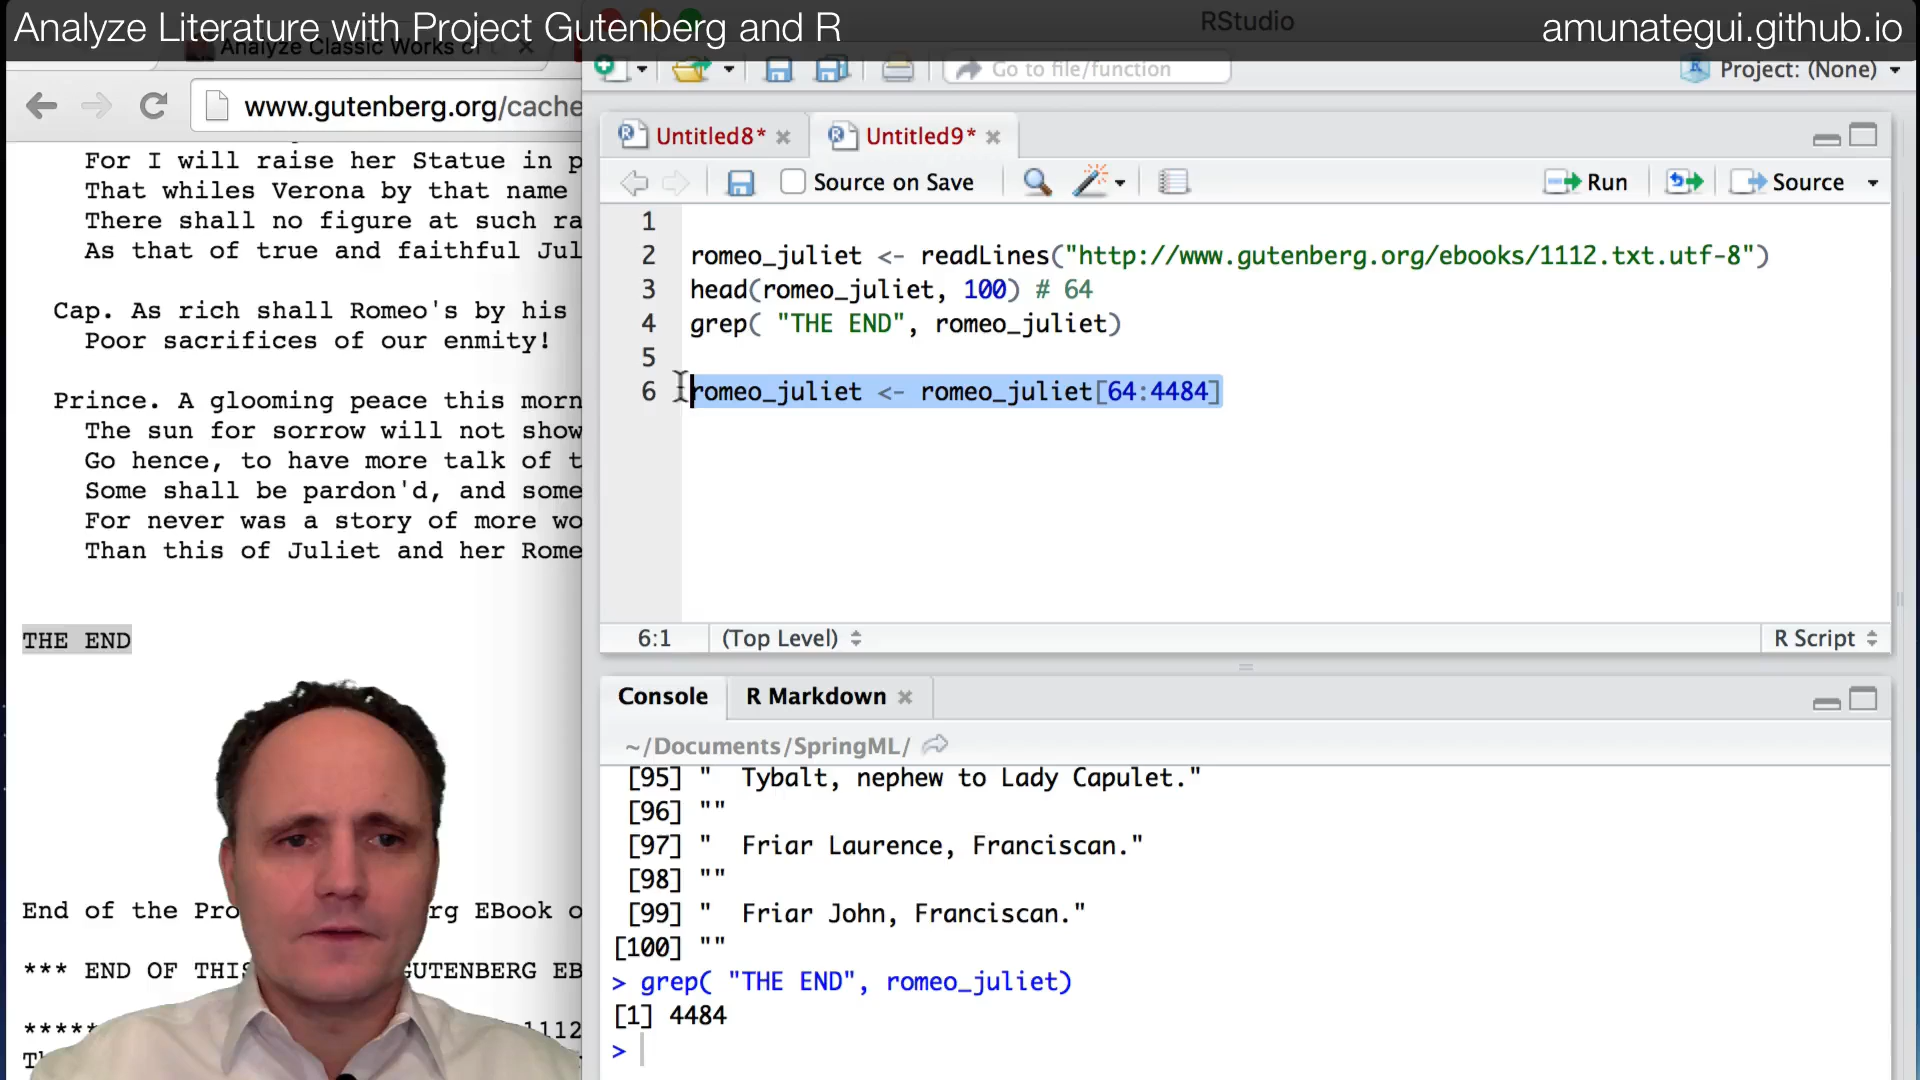 Analyze Literature with Project Gutenberg and R
amunategui.github.io
RStudio
Analyze Classic Works of L
www.gutenberg.org/cache
For I will raise her Statue in p
That whiles Verona by that name
There shall no figure at such ra
As that of true and faithful Jul
Cap. As rich shall Romeo's by his
Poor sacrifices of our enmity!
Prince. A glooming peace this morn
The sun for sorrow will not show
Go hence, to have more talk of t
Some shall be pardon'd, and some
For never was a story of more wo
Than this of Juliet and her Rome
THE END
End of the Pro rg EBook o
*** END OF THIS GUTENBERG EB
***** 1112
Go to file/function
Project: (None)
Untitled8*
Untitled9*
Source on Save
Run
Source
1
2 romeo_juliet <- readLines("http://www.gutenberg.org/ebooks/1112.txt.utf-8")
3 head(romeo_juliet, 100) # 64
4 grep( "THE END", romeo_juliet)
5
6 romeo_juliet <- romeo_juliet[64:4484]
6:1
(Top Level)
R Script
Console
R Markdown
~/Documents/SpringML/
[95] "  Tybalt, nephew to Lady Capulet."
[96] ""
[97] "  Friar Laurence, Franciscan."
[98] ""
[99] "  Friar John, Franciscan."
[100] ""
> grep( "THE END", romeo_juliet)
[1] 4484
>